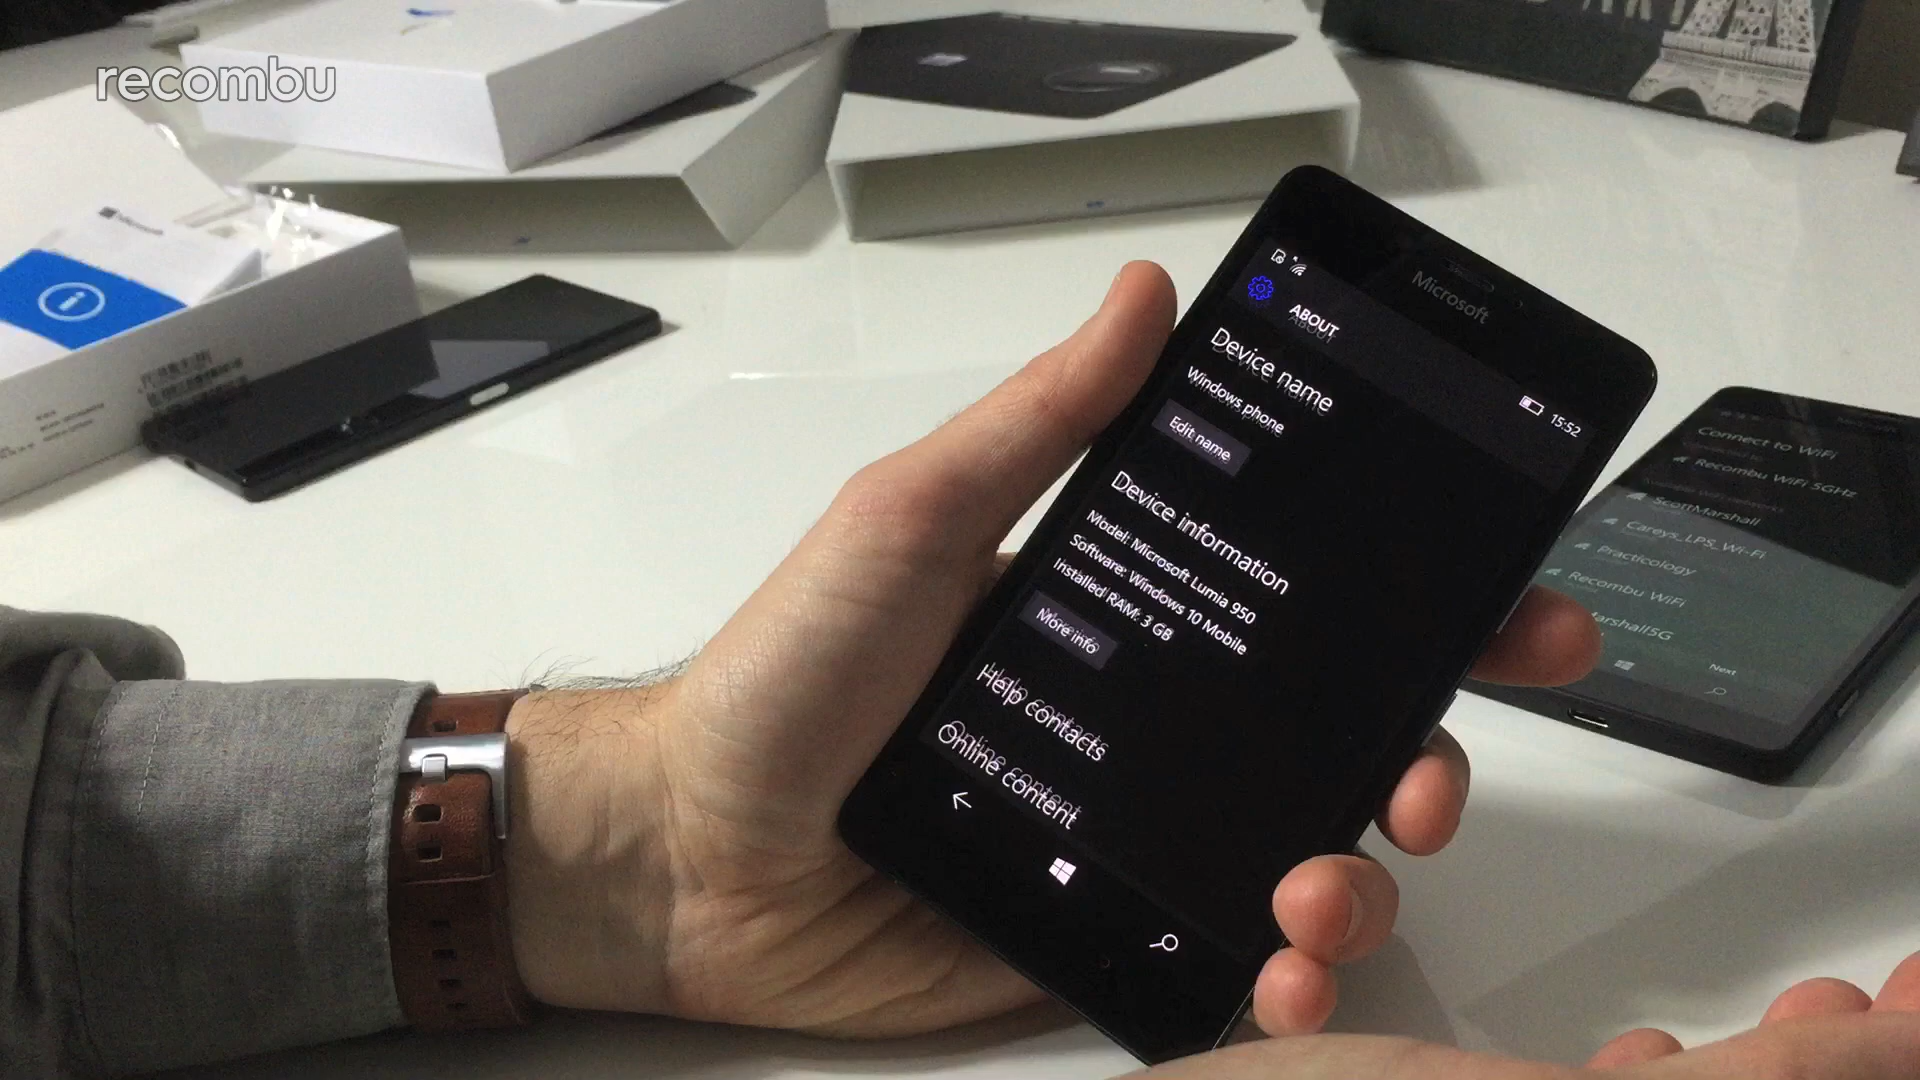 recombu
Microsoft
Microsoft
ABOUT
15:52
Device name
Windows phone
Edit name
Device information
Model: Microsoft Lumia 950
Software: Windows 10 Mobile
Installed RAM: 3 GB
More info
Help contacts
Online content
Connect to WiFi
Recombu WiFi 5GHz
ScottMarshall
Careys_LPS_Wi-Fi
Practicology
Recombu WiFi
arshall5G
Next